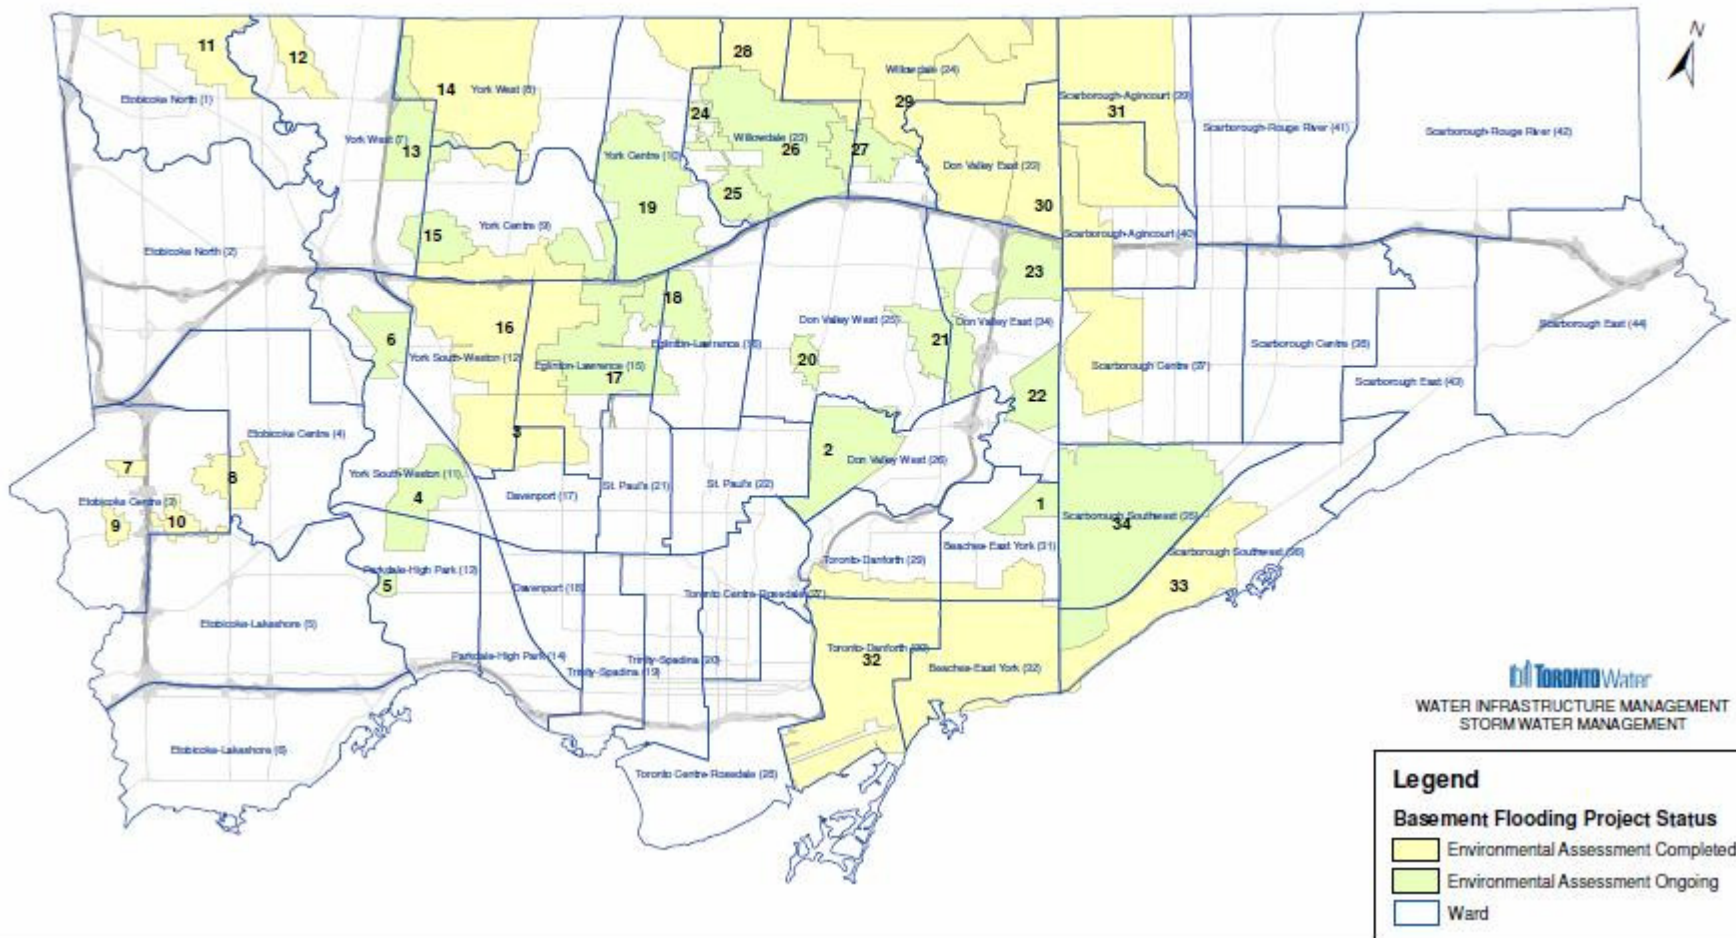 N
11
12
28
14
York West (8)
Willowdale (24)
29
31
Scarborough-Agincourt (39)
Etobicoke North (1)
24
Willowdale (23)
26
27
York West (7)
13
York Centre (10)
Scarborough-Rouge River (41)
Scarborough-Rouge River (42)
Don Valley East (33)
25
19
30
15
York Centre (9)
Scarborough-Agincourt (40)
Etobicoke North (2)
23
18
16
6
Don Valley West (25)
Don Valley East (34)
21
Scarborough East (44)
York South-Weston (12)
Eglinton-Lawrence (15)
Eglinton-Lawrence (16)
20
17
Scarborough Centre (37)
Scarborough Centre (38)
Scarborough East (43)
22
3
Etobicoke Centre (4)
2
Don Valley West (26)
7
8
York South-Weston (11)
4
Davenport (17)
St. Paul's (21)
St. Paul's (22)
Etobicoke Centre (3)
9
10
1
Scarborough Southwest (35)
34
Beaches-East York (31)
Scarborough Southwest (36)
Toronto-Danforth (29)
Parkdale-High Park (13)
5
Davenport (18)
Toronto Centre-Rosedale (27)
33
Etobicoke-Lakeshore (5)
Parkdale-High Park (14)
Trinity-Spadina (20)
Trinity-Spadina (19)
Toronto-Danforth (30)
32
Beaches-East York (32)
Etobicoke-Lakeshore (6)
Toronto Centre-Rosedale (28)
TORONTO Water
WATER INFRASTRUCTURE MANAGEMENT
STORM WATER MANAGEMENT
Legend
Basement Flooding Project Status
Environmental Assessment Completed
Environmental Assessment Ongoing
Ward